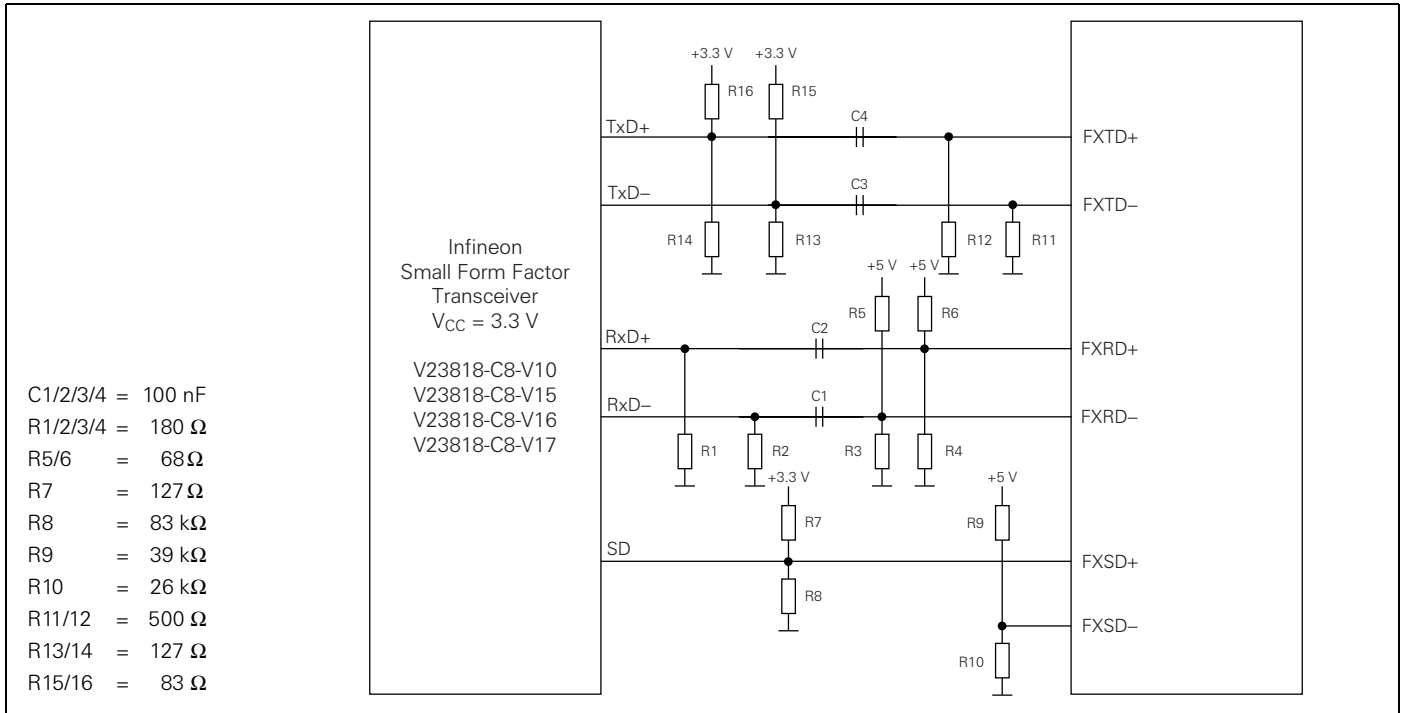 +3.3 V
+3.3 V
R16
R15
TxD+
C4
FXTD+
TxD−
C3
FXTD−
R14
R13
R12
R11
Infineon
Small Form Factor
Transceiver
VCC = 3.3 V
+5 V
+5 V
R5
R6
RxD+
C2
FXRD+
V23818-C8-V10
V23818-C8-V15
V23818-C8-V16
V23818-C8-V17
RxD−
C1
FXRD−
R1
R2
R3
R4
+3.3 V
+5 V
R7
R9
SD
FXSD+
R8
FXSD−
R10
C1/2/3/4 = 100 nF
R1/2/3/4 = 180 Ω
R5/6 = 68 Ω
R7 = 127 Ω
R8 = 83 kΩ
R9 = 39 kΩ
R10 = 26 kΩ
R11/12 = 500 Ω
R13/14 = 127 Ω
R15/16 = 83 Ω